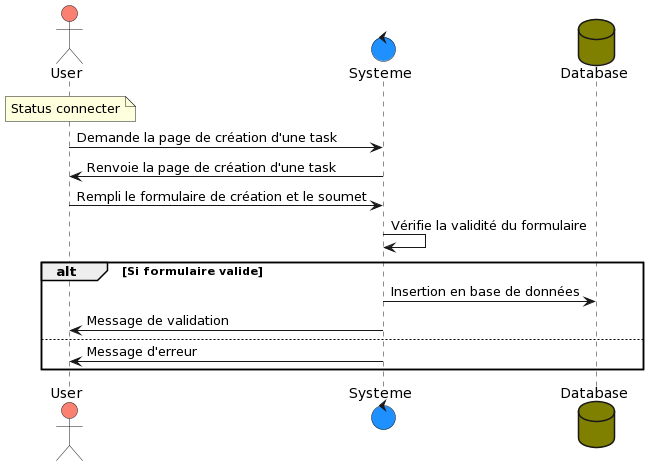 User
Systeme
Database
Status connecter
Demande la page de création d'une task
Renvoie la page de création d'une task
Rempli le formulaire de création et le soumet
Vérifie la validité du formulaire
alt [Si formulaire valide]
Insertion en base de données
Message de validation
Message d'erreur
User
Systeme
Database